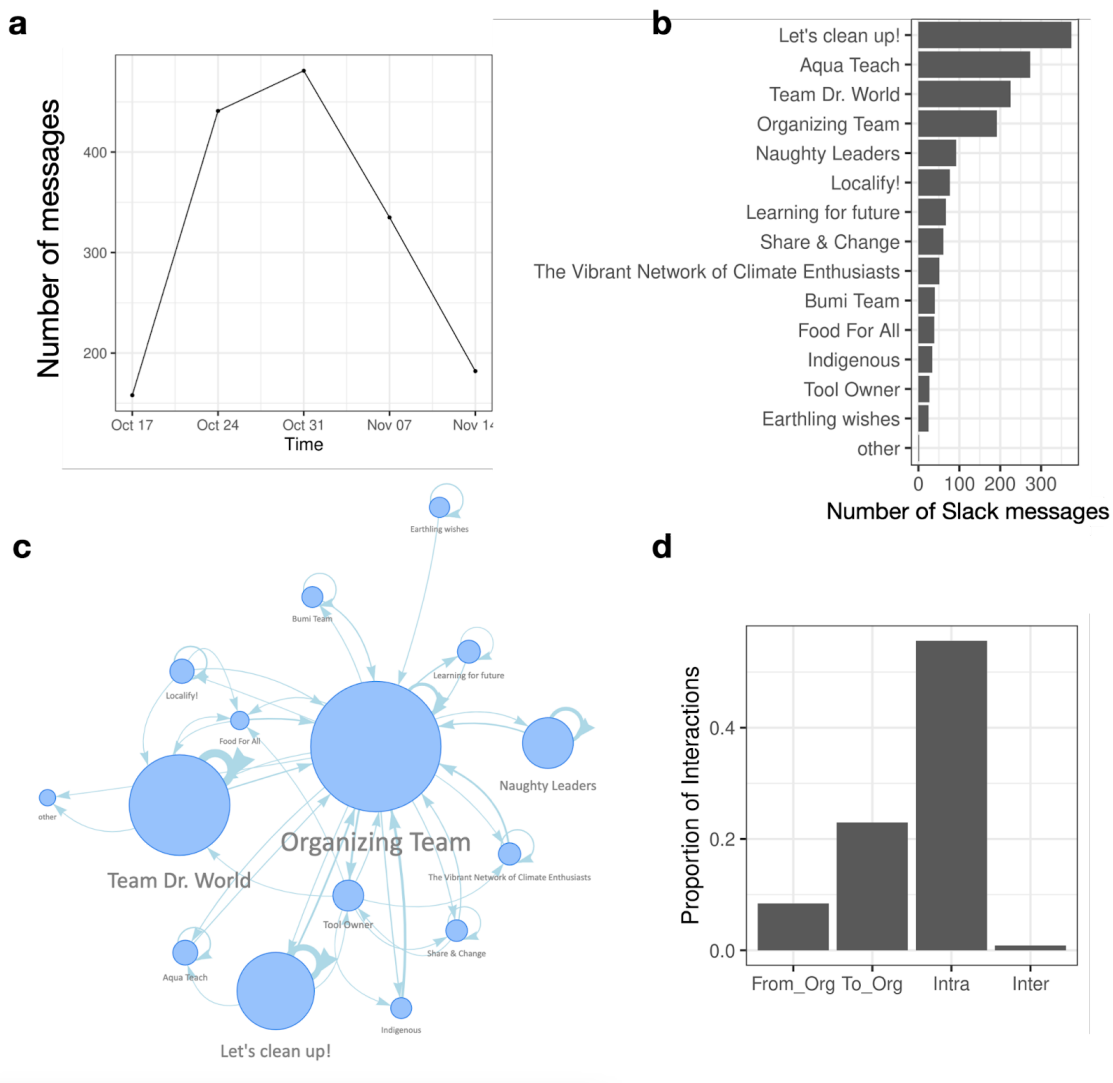 a
Number of messages
400
300
200
Oct 17
Oct 24
Oct 31
Nov 07
Nov 14
Time
b
Let's clean up!
Aqua Teach
Team Dr. World
Organizing Team
Naughty Leaders
Localify!
Learning for future
Share & Change
The Vibrant Network of Climate Enthusiasts
Bumi Team
Food For All
Indigenous
Tool Owner
Earthling wishes
other
0
100
200
300
Number of Slack messages
c
Earthling wishes
Bumi Team
Learning for future
Localify!
Food For All
Naughty Leaders
other
Organizing Team
Team Dr. World
The Vibrant Network of Climate Enthusiasts
Tool Owner
Share & Change
Aqua Teach
Indigenous
Let's clean up!
d
Proportion of Interactions
0.4
0.2
0.0
From_Org
To_Org
Intra
Inter